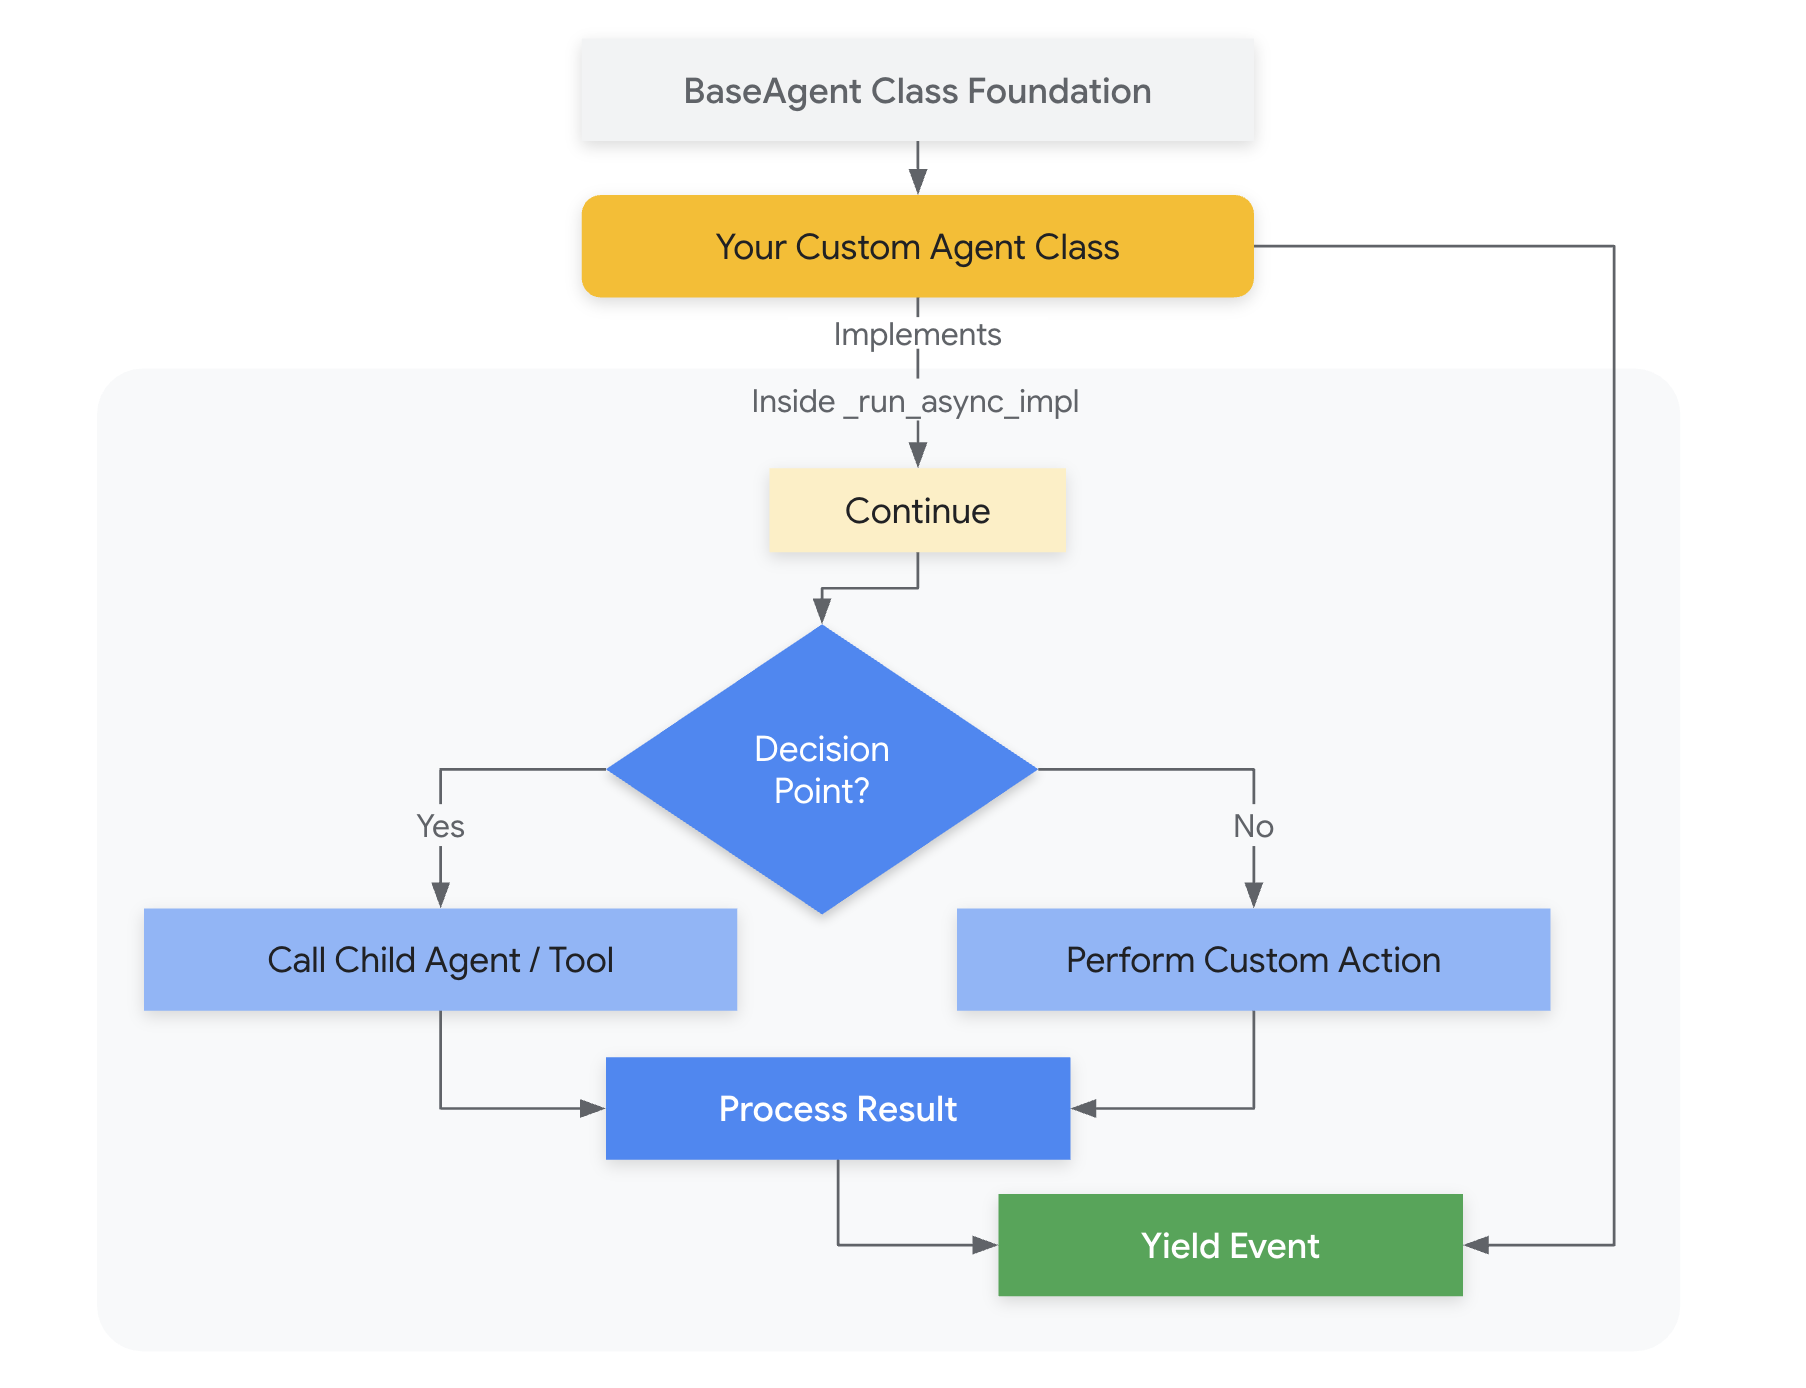 BaseAgent Class Foundation
Your Custom Agent Class
Implements
Inside _run_async_impl
Continue
Decision
Point?
Yes
No
Call Child Agent / Tool
Perform Custom Action
Process Result
Yield Event